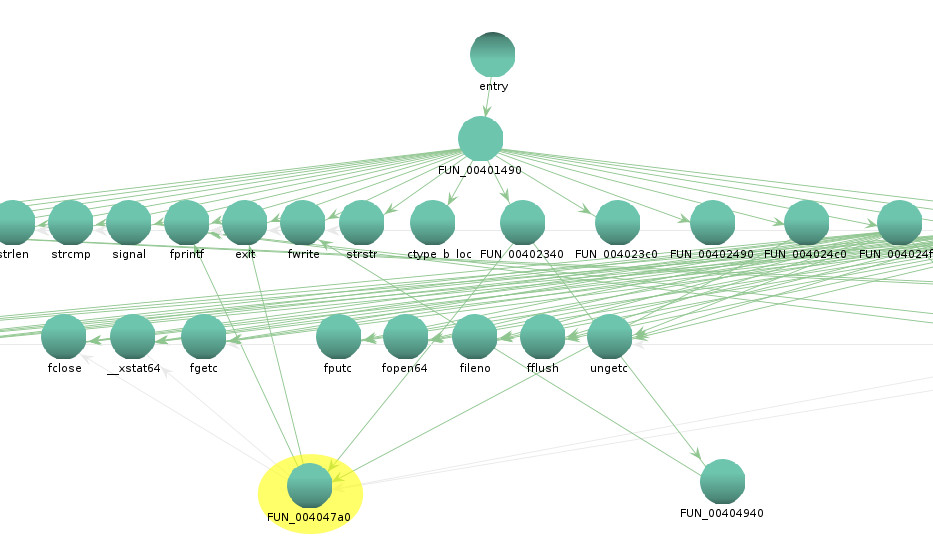 entry
FUN_00401490
strlen strcmp signal fprintf exit fwrite strstr ctype_b_loc FUN_00402340 FUN_004023c0 FUN_00402490 FUN_004024c0 FUN_004024f
fclose __xstat64 fgetc fputc fopen64 fileno fflush ungetc
FUN_004047a0 FUN_00404940